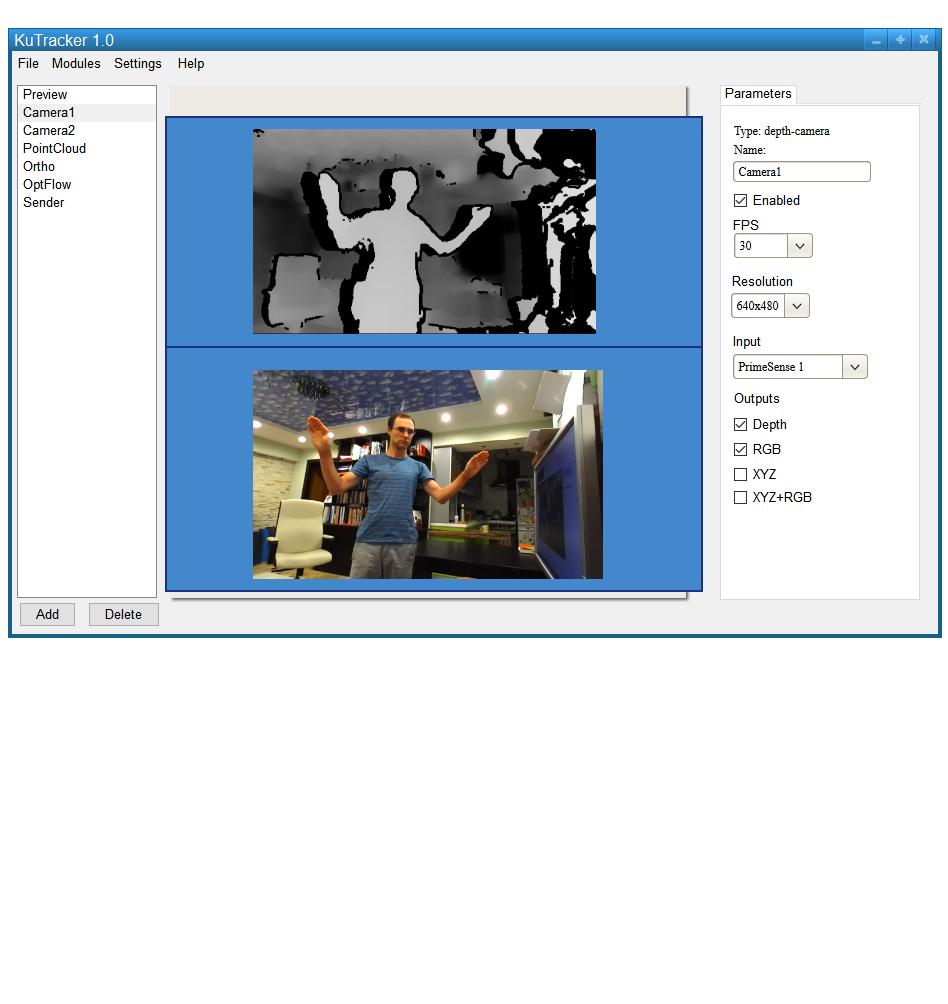 KuTracker 1.0
File Modules Settings Help
Preview
Camera1
Camera2
PointCloud
Ortho
OptFlow
Sender
Add Delete
Parameters
Type: depth-camera
Name:
Camera1
Enabled
FPS
30
Resolution
640x480
Input
PrimeSense 1
Outputs
Depth
RGB
XYZ
XYZ+RGB